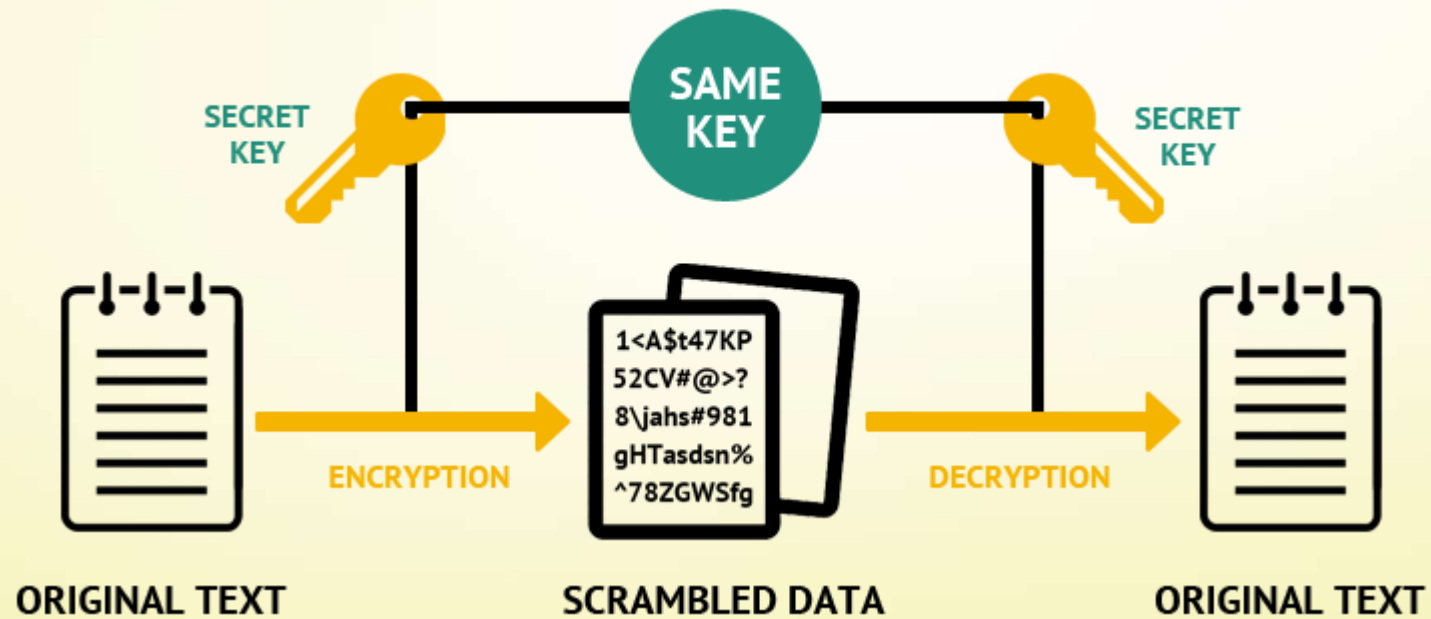 SAME
KEY
SECRET
KEY
SECRET
KEY
1<A$t47KP
52CV#@>?
8\jahs#981
gHTasdsn%
^78ZGWSfg
ENCRYPTION
DECRYPTION
ORIGINAL TEXT
SCRAMBLED DATA
ORIGINAL TEXT